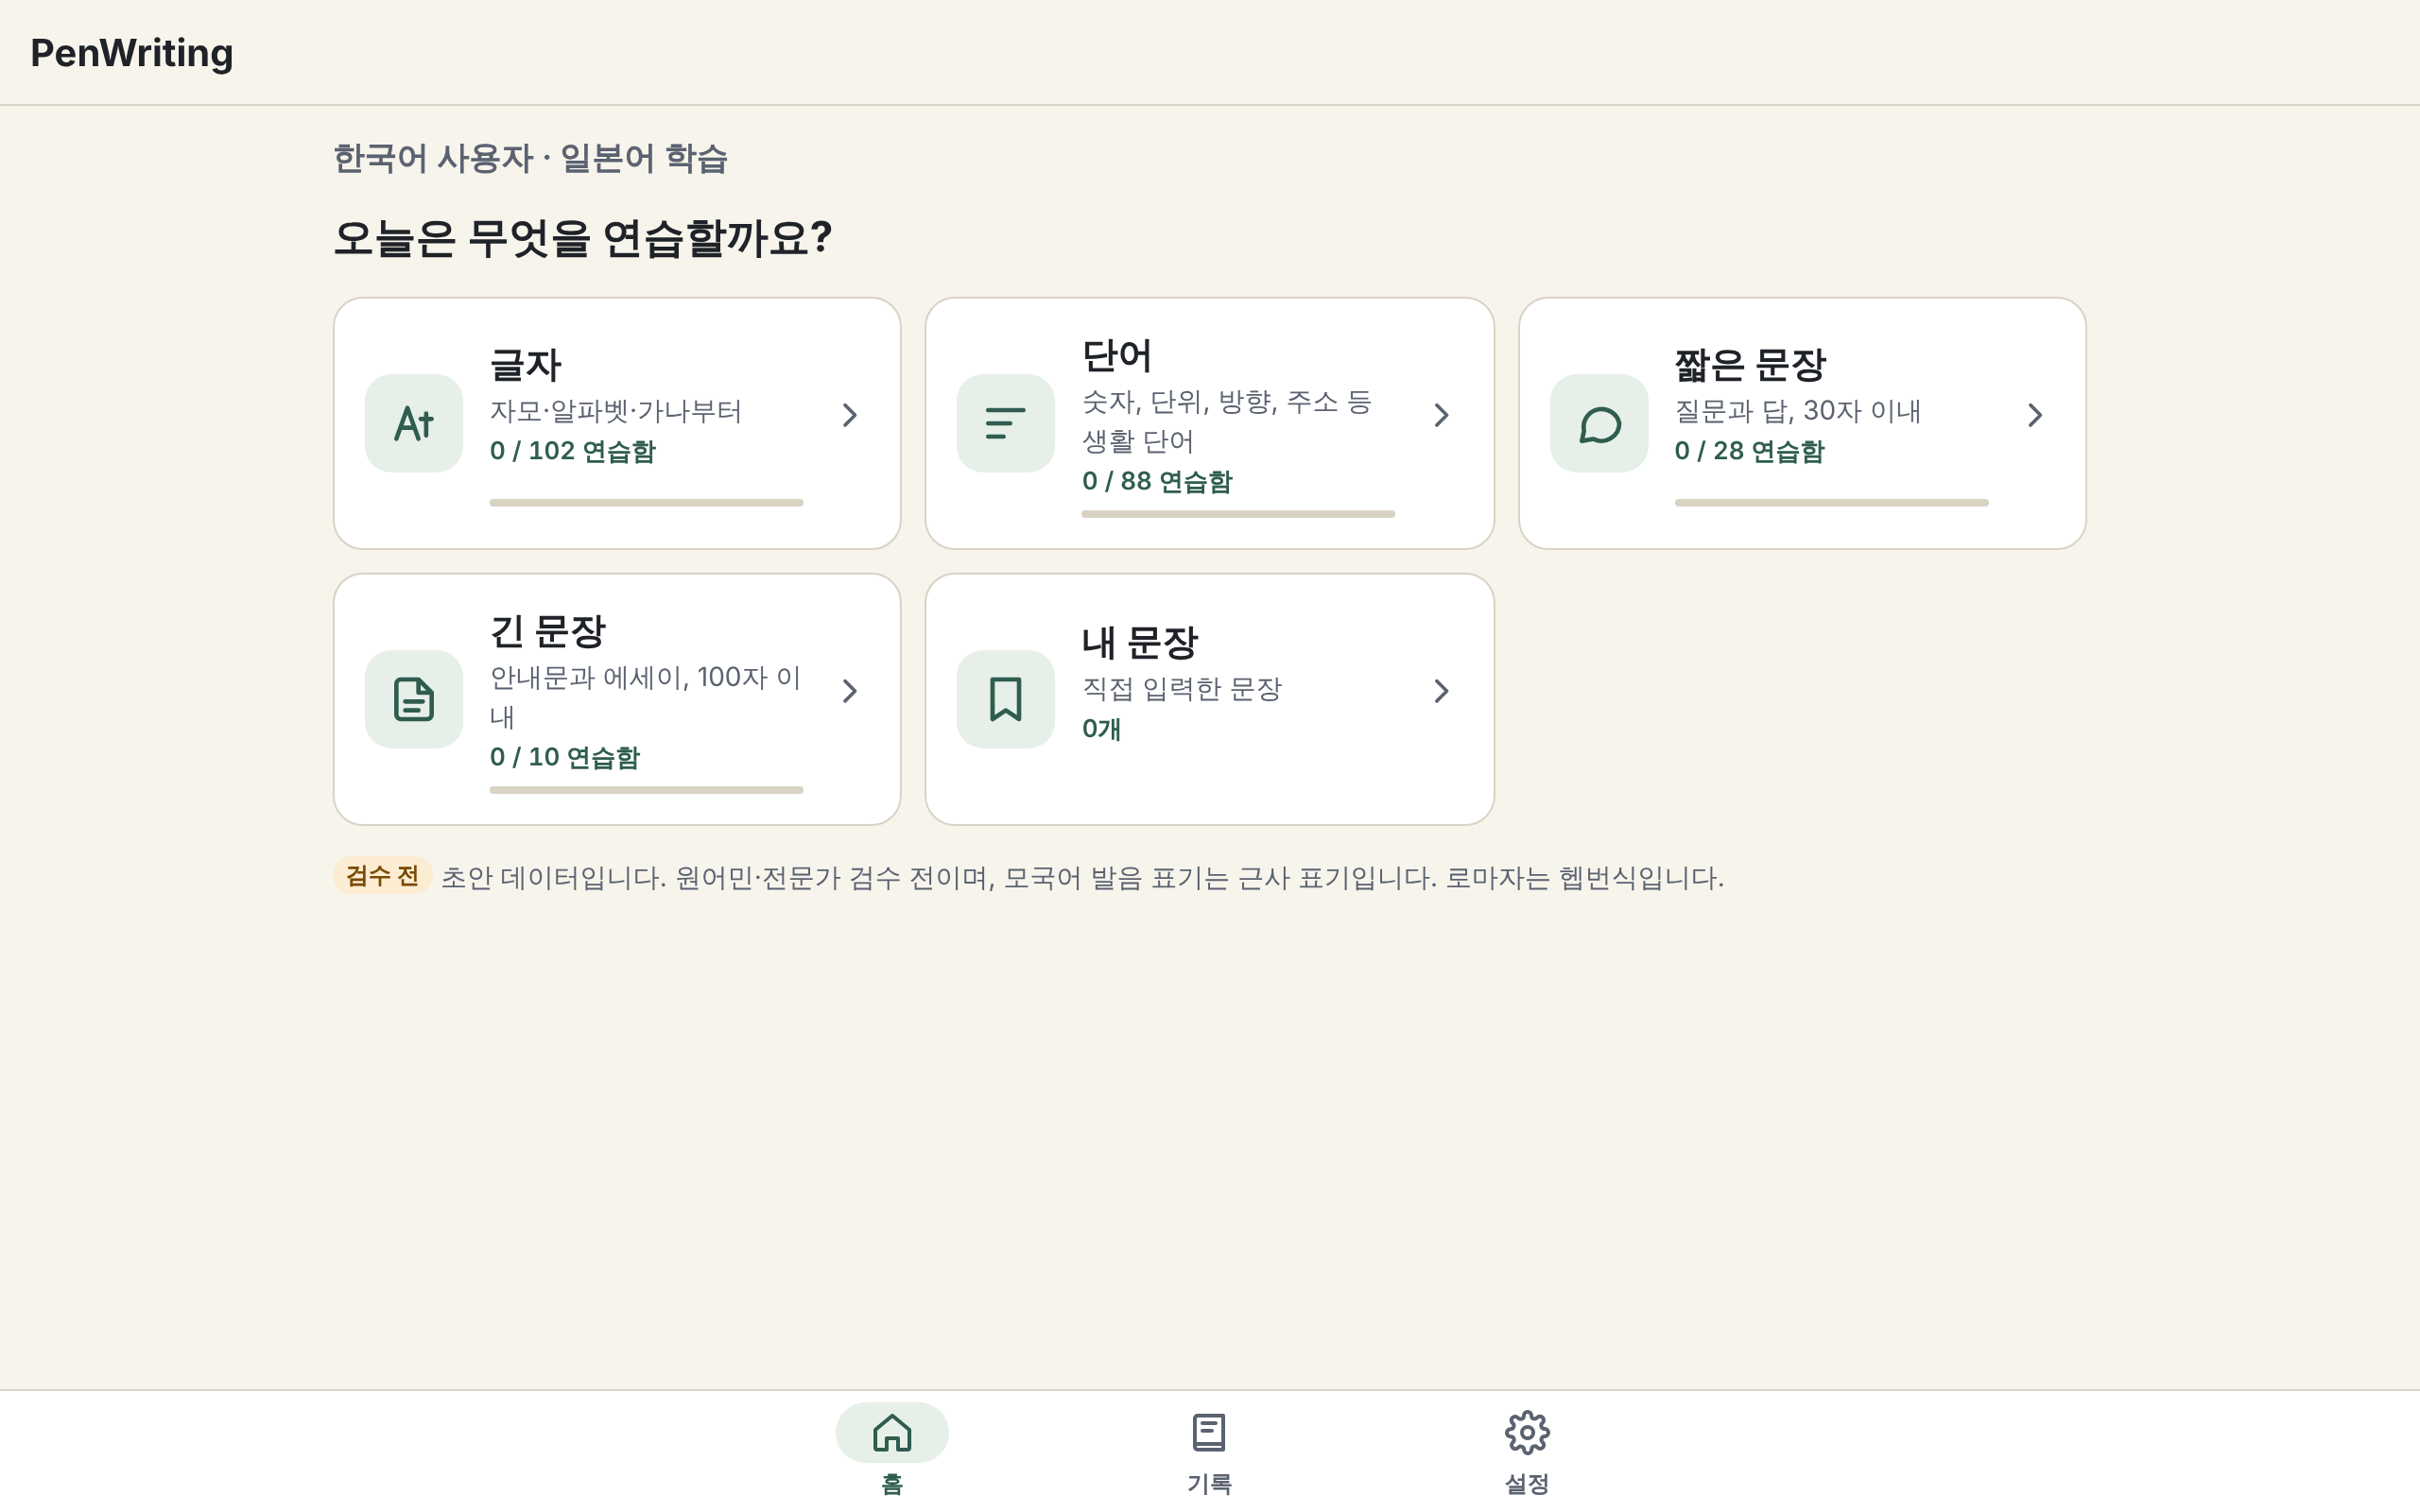 PenWriting
한국어 사용자 · 일본어 학습
오늘은 무엇을 연습할까요?
글자
자모·알파벳·가나부터
0 / 102 연습함
단어
숫자, 단위, 방향, 주소 등
생활 단어
0 / 88 연습함
짧은 문장
질문과 답, 30자 이내
0 / 28 연습함
긴 문장
안내문과 에세이, 100자 이
내
0 / 10 연습함
내 문장
직접 입력한 문장
0개
검수 전 초안 데이터입니다. 원어민·전문가 검수 전이며, 모국어 발음 표기는 근사 표기입니다. 로마자는 헵번식입니다.
홈
기록
설정